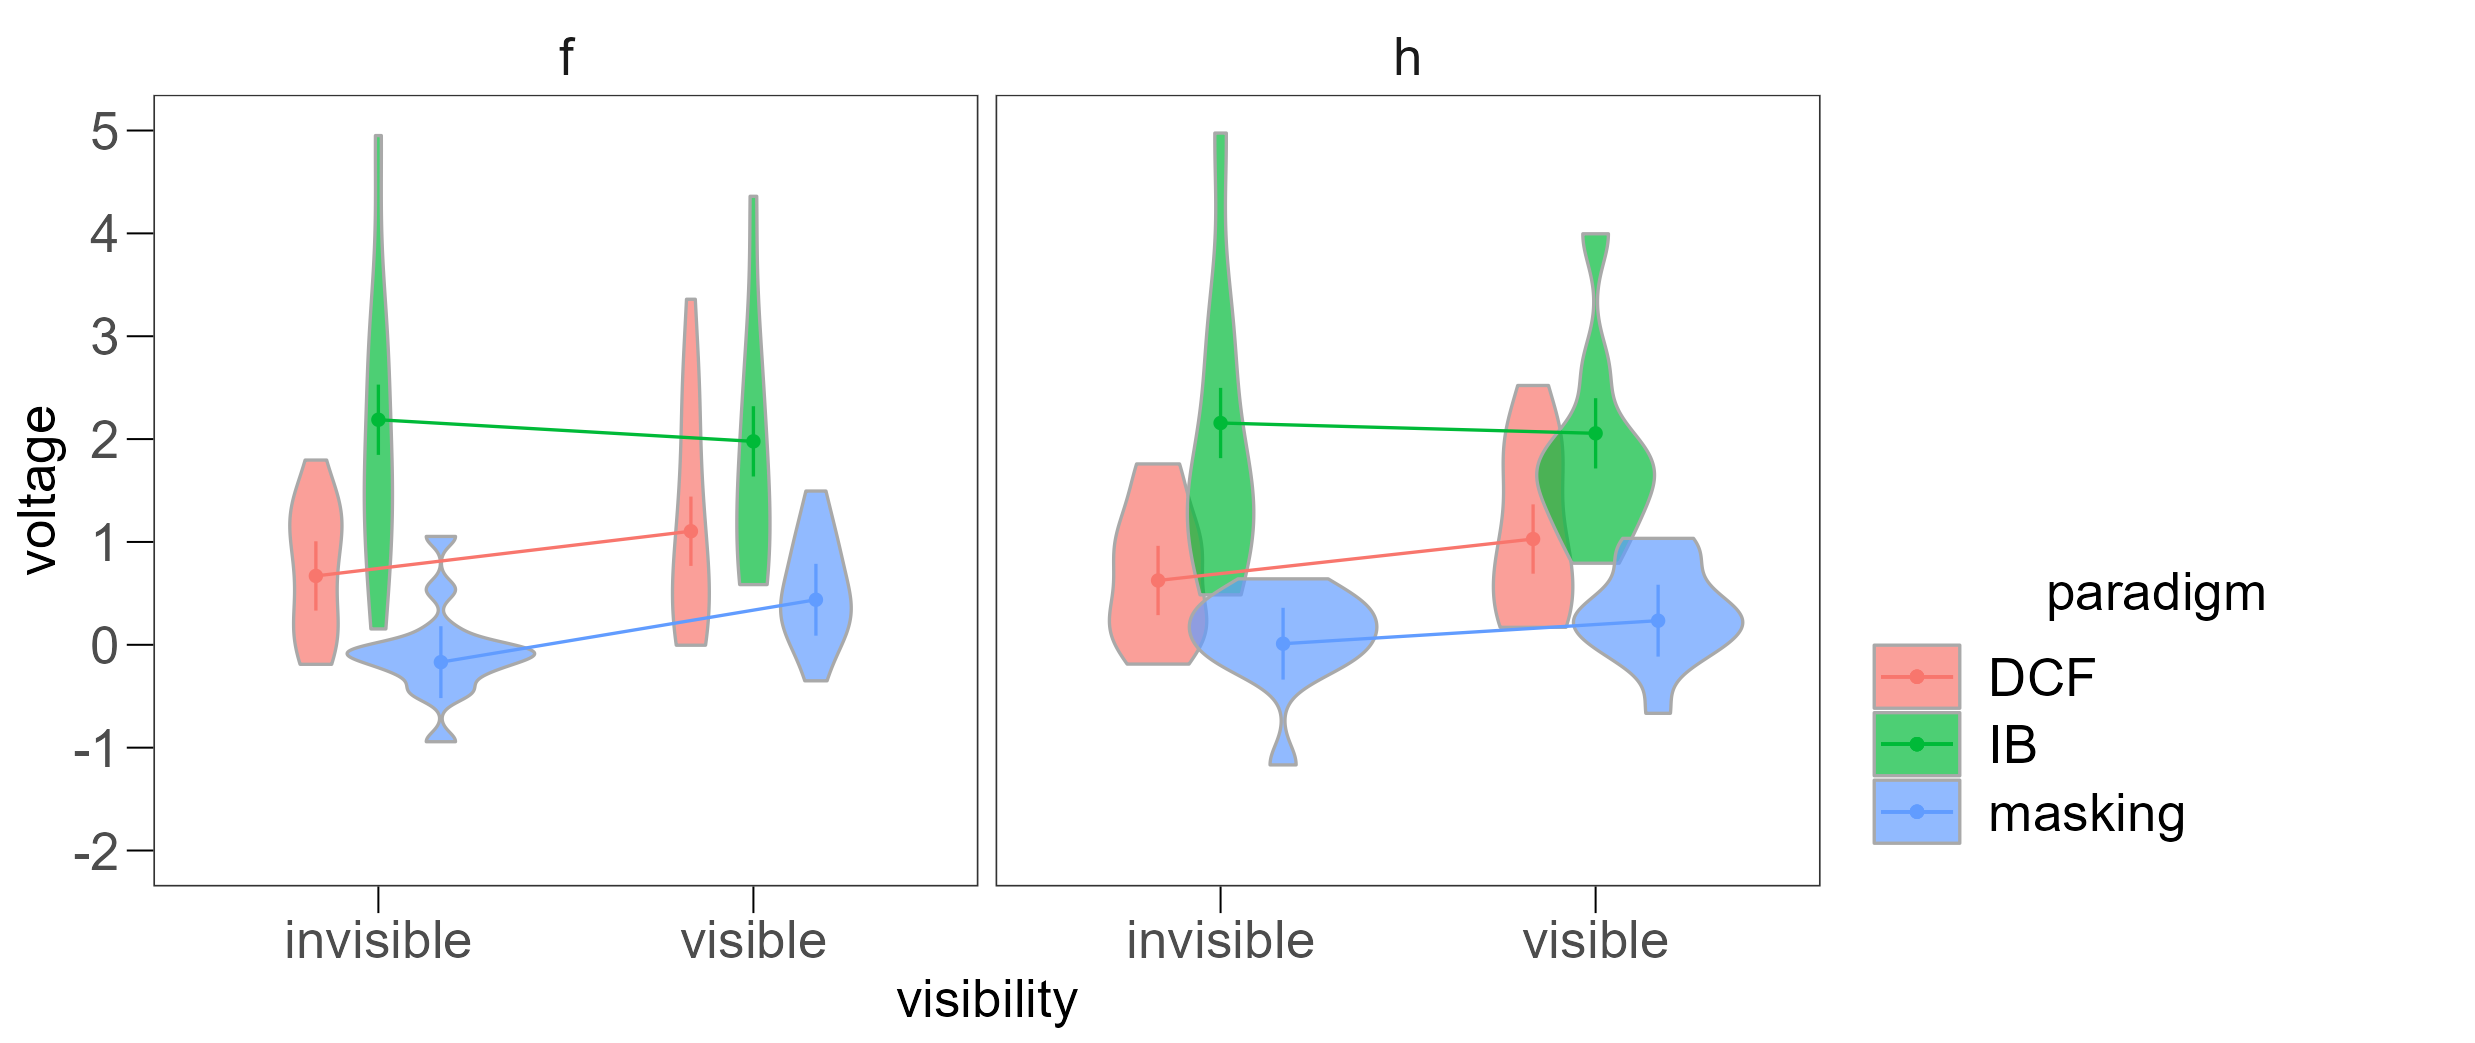 f
h
5
4
3
2
1
0
-1
-2
voltage
invisible
visible
invisible
visible
visibility
paradigm
DCF
IB
masking